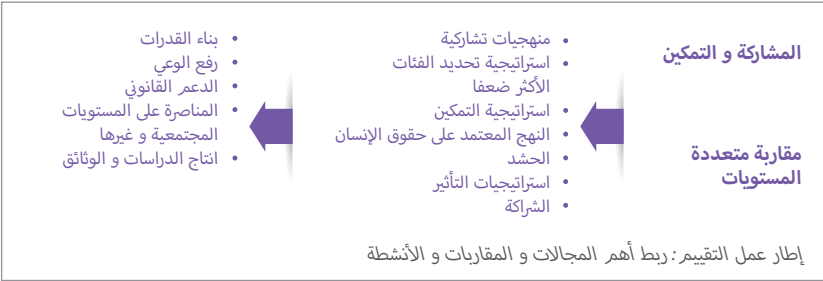 المشاركة و التمكين
مقاربة متعددة
المستويات
• منهجيات تشاركية
• استراتيجية تحديد الفئات
الأكثر ضعفا
• استراتيجية التمكين
• النهج المعتمد على حقوق الإنسان
• الحشد
• استراتيجيات التأثير
• الشراكة
• بناء القدرات
• رفع الوعي
• الدعم القانوني
• المناصرة على المستويات
المجتمعية و غيرها
• انتاج الدراسات و الوثائق
إطار عمل التقييم: ربط أهم المجالات و المقاربات و الأنشطة